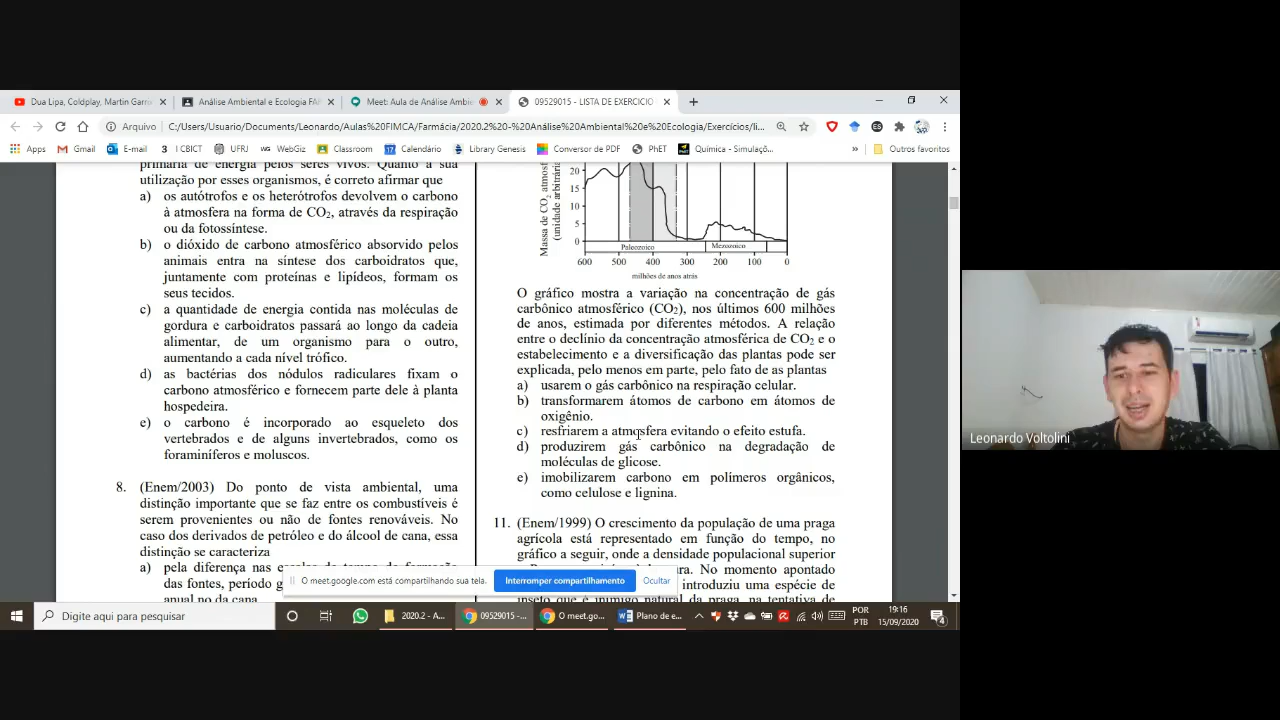 Dua Lipa, Coldplay, Martin Garri
Análise Ambiental e Ecologia FAr
Meet: Aula de Análise Ambie
09529015 - LISTA DE EXERCICIO
Arquivo
C:/Users/Usuario/Documents/Leonardo/Aulas%20FIMCA/Farmácia/2020.2%20-%20Análise%20Ambiental%20e%20Ecologia/Exercícios/li...
Apps
Gmail
E-mail
I CBICT
UFRJ
WebGiz
Classroom
Calendário
Library Genesis
Conversor de PDF
PhET
Química - Simulaçõ...
Outros favoritos
primária de energia pelos seres vivos. Quanto à sua
utilização por esses organismos, é correto afirmar que
a) os autótrofos e os heterótrofos devolvem o carbono
à atmosfera na forma de CO₂, através da respiração
ou da fotossíntese.
b) o dióxido de carbono atmosférico absorvido pelos
animais entra na síntese dos carboidratos que,
juntamente com proteínas e lipídeos, formam os
seus tecidos.
c) a quantidade de energia contida nas moléculas de
gordura e carboidratos passará ao longo da cadeia
alimentar, de um organismo para o outro,
aumentando a cada nível trófico.
d) as bactérias dos nódulos radiculares fixam o
carbono atmosférico e fornecem parte dele à planta
hospedeira.
e) o carbono é incorporado ao esqueleto dos
vertebrados e de alguns invertebrados, como os
foraminíferos e moluscos.
8. (Enem/2003) Do ponto de vista ambiental, uma
distinção importante que se faz entre os combustíveis é
serem provenientes ou não de fontes renováveis. No
caso dos derivados de petróleo e do álcool de cana, essa
distinção se caracteriza
a) pela diferença nas
das fontes, período g
anual no da cana
Massa de CO₂ atmosf
(unidade arbitrári
20
15
10
5
0
Paleozoico
Mezozoico
600 500 400 300 200 100 0
milhões de anos atrás
O gráfico mostra a variação na concentração de gás
carbônico atmosférico (CO₂), nos últimos 600 milhões
de anos, estimada por diferentes métodos. A relação
entre o declínio da concentração atmosférica de CO₂ e o
estabelecimento e a diversificação das plantas pode ser
explicada, pelo menos em parte, pelo fato de as plantas
a) usarem o gás carbônico na respiração celular.
b) transformarem átomos de carbono em átomos de
oxigênio.
c) resfriarem a atmosfera evitando o efeito estufa.
d) produzirem gás carbônico na degradação de
moléculas de glicose.
e) imobilizarem carbono em polímeros orgânicos,
como celulose e lignina.
11. (Enem/1999) O crescimento da população de uma praga
agrícola está representado em função do tempo, no
gráfico a seguir, onde a densidade populacional superior
No momento apontado
introduziu uma espécie de
inseto que é inimigo natural da praga, na tentativa de
O meet.google.com está compartilhando sua tela.
Interromper compartilhamento
Ocultar
Digite aqui para pesquisar
2020.2 - A...
09529015 -...
O meet.go...
Plano de e...
POR
PTB
19:16
15/09/2020
4
Leonardo Voltolini